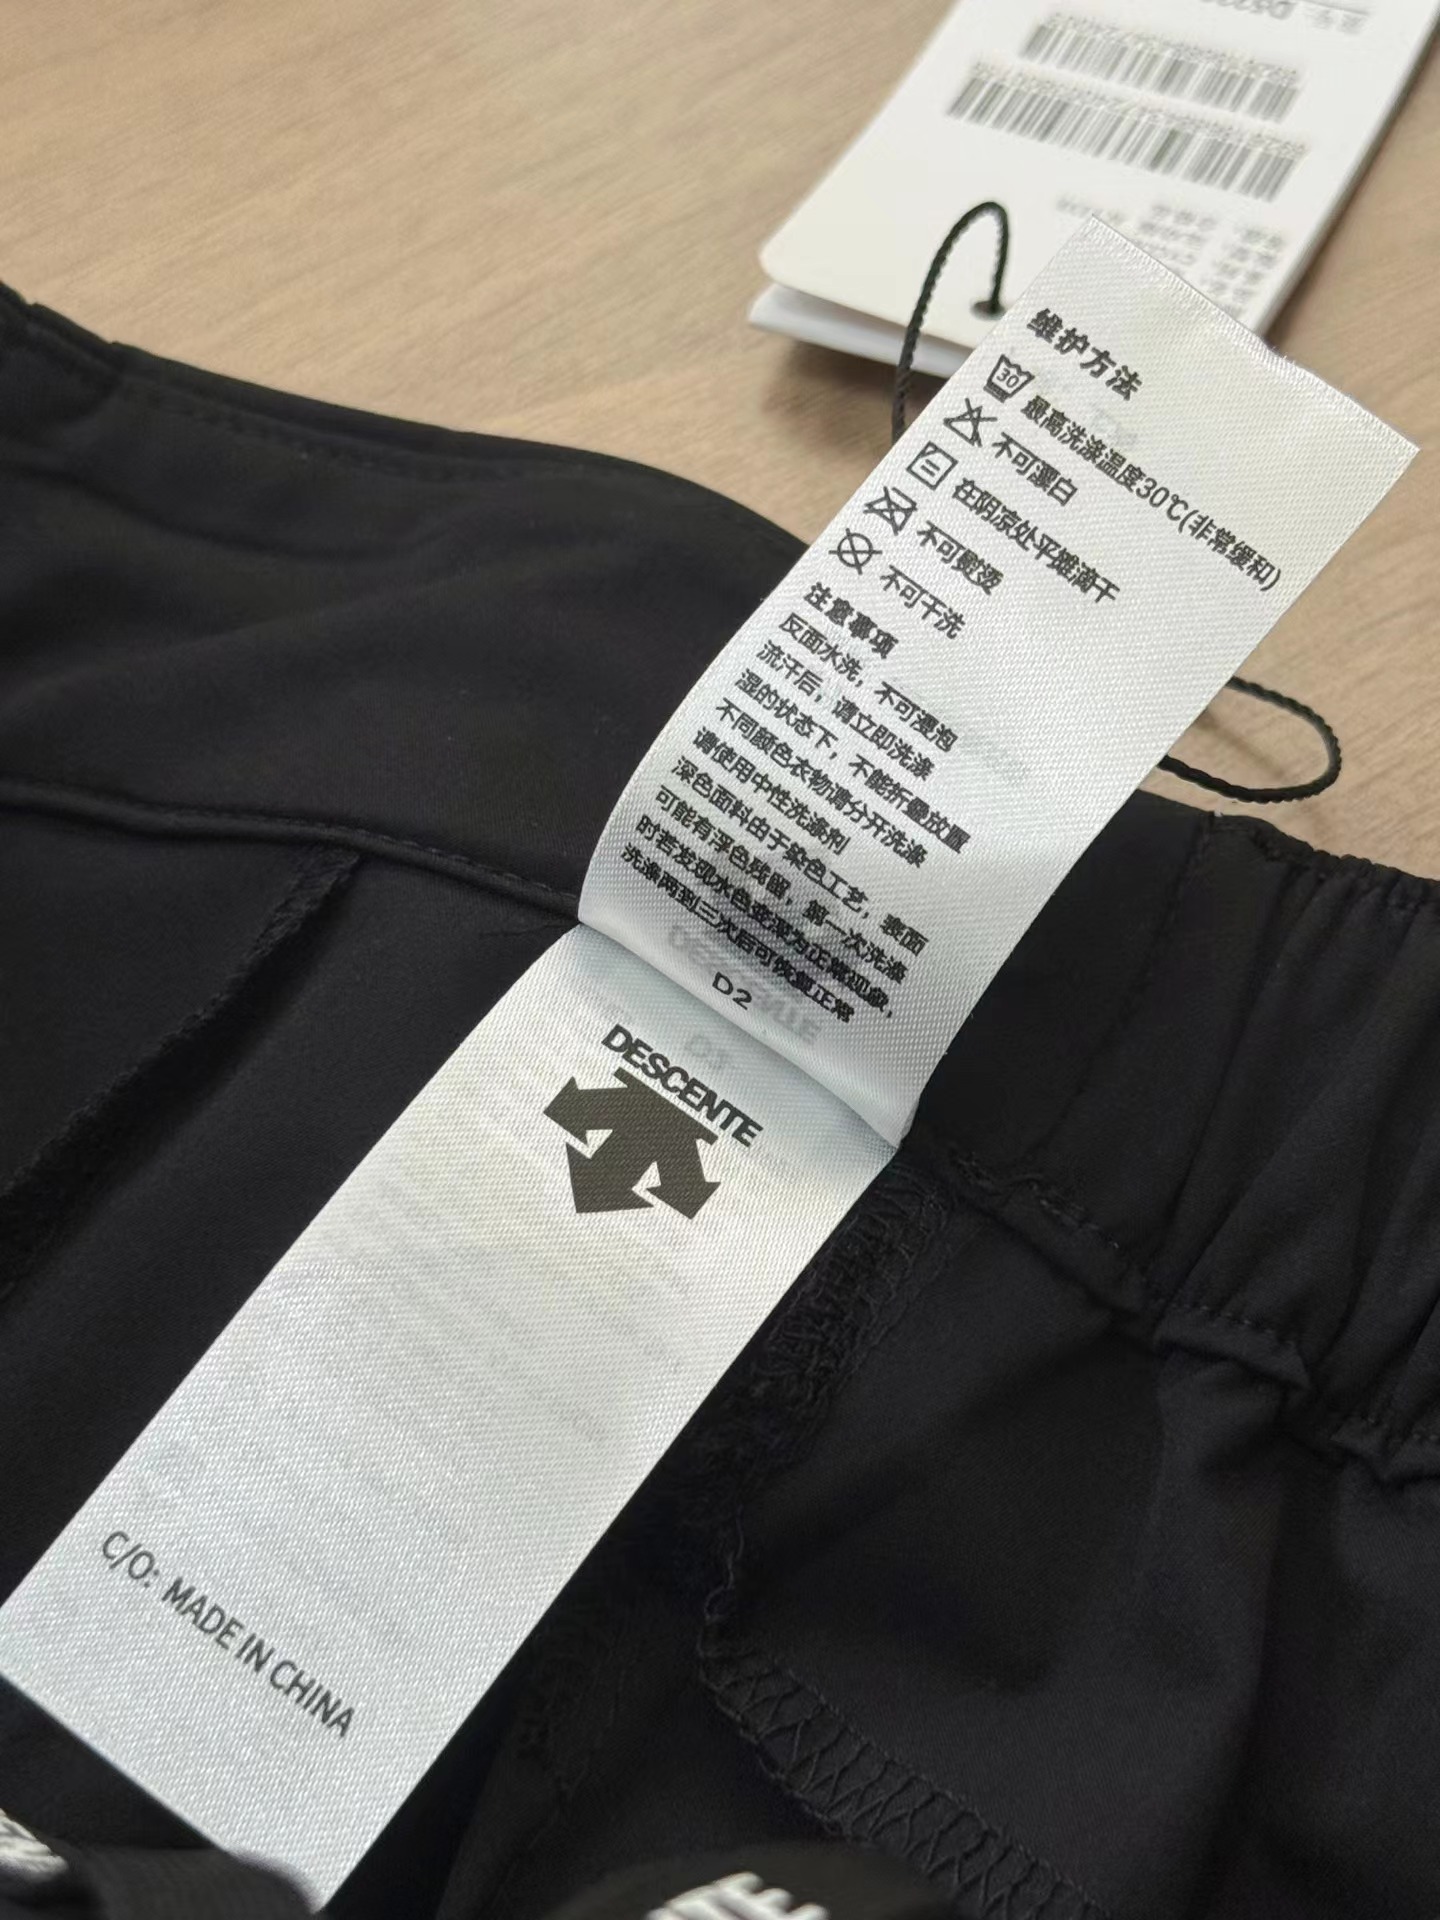 维护方法
30
最高洗涤温度30℃(非常缓和)
不可漂白
在阴凉处平摊滴干
不可熨烫
不可干洗
注意事项
反面水洗，不可浸泡
流汗后，请立即洗涤
湿的状态下，不能折叠放置
不同颜色衣物请分开洗涤
请使用中性洗涤剂
深色面料由于染色工艺，表面
可能有浮色残留，第一次洗涤
时若发现水色变深为正常现象，
洗涤两到三次后可恢复正常
D2
DESCENTE
C/O: MADE IN CHINA